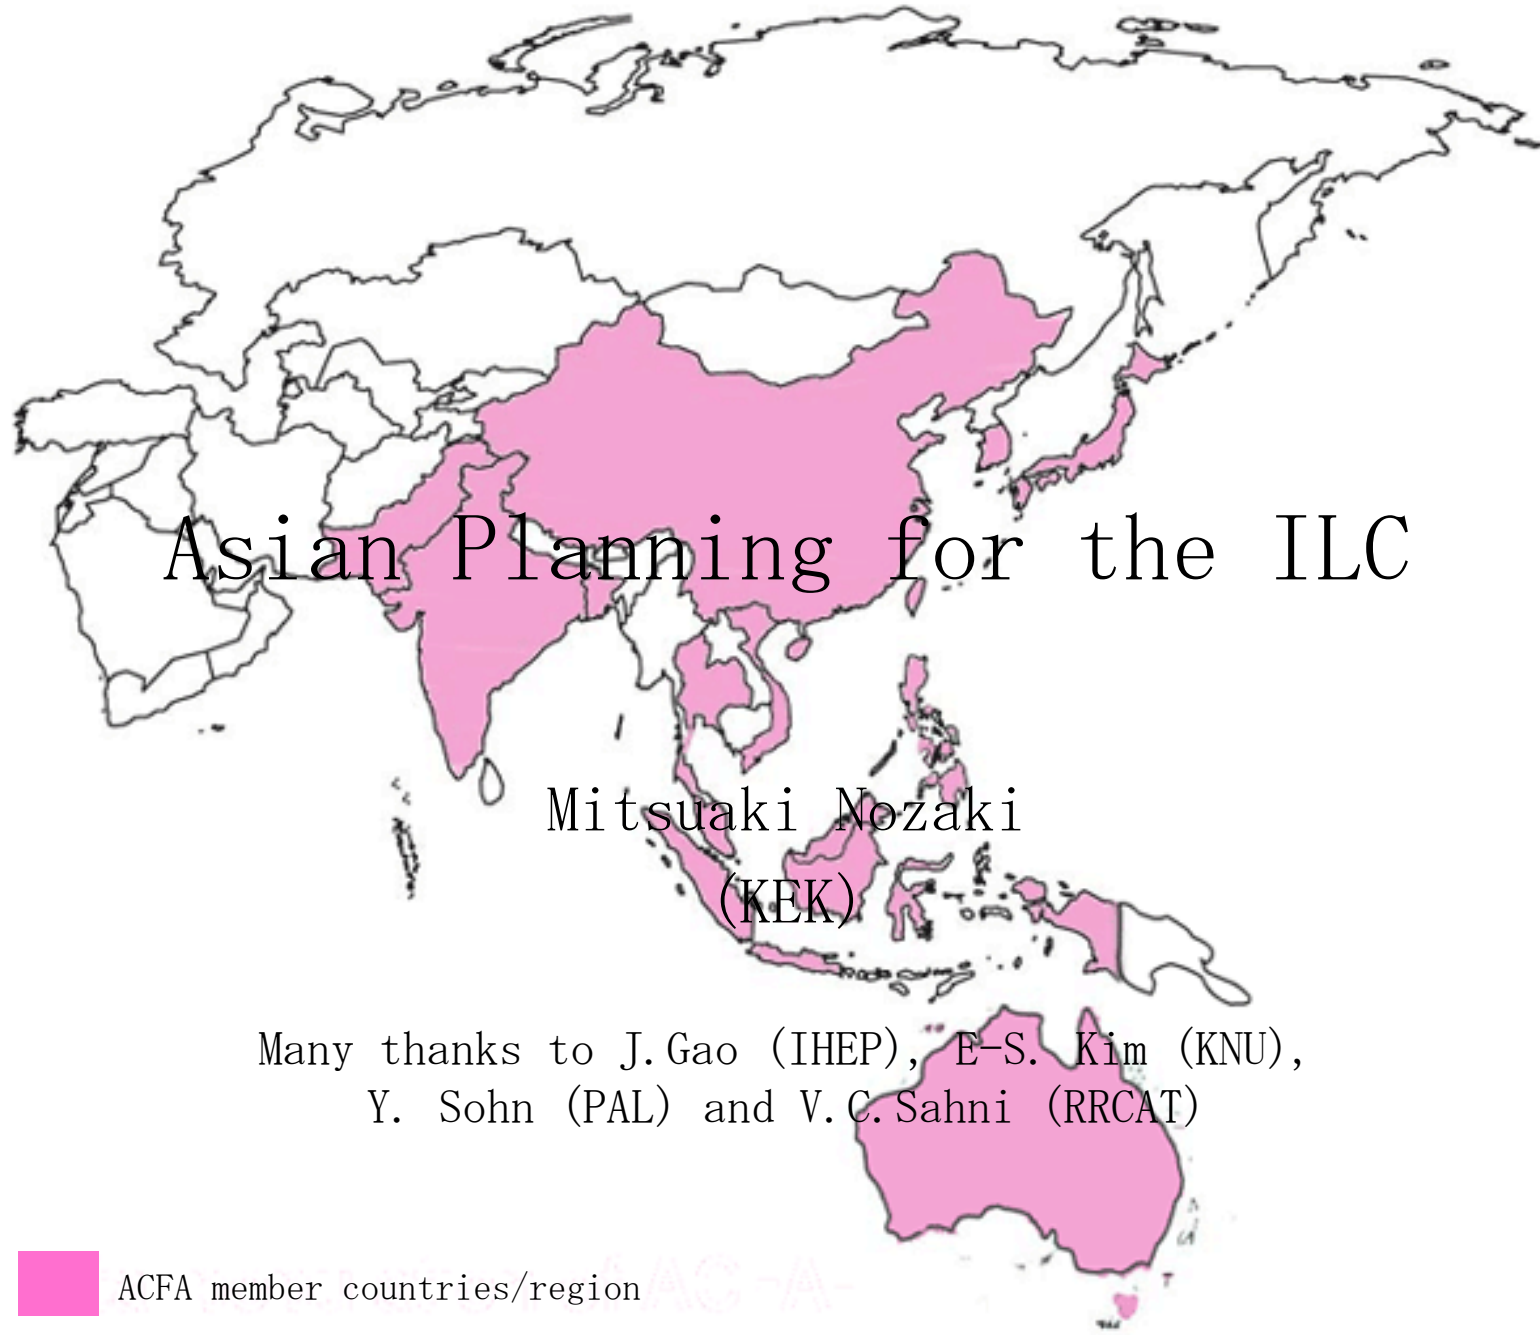 Asian Planning for the ILC
Mitsuaki Nozaki
(KEK)
Many thanks to J.Gao (IHEP), E-S. Kim (KNU),
Y. Sohn (PAL) and V.C.Sahni (RRCAT)
ACFA member countries/region